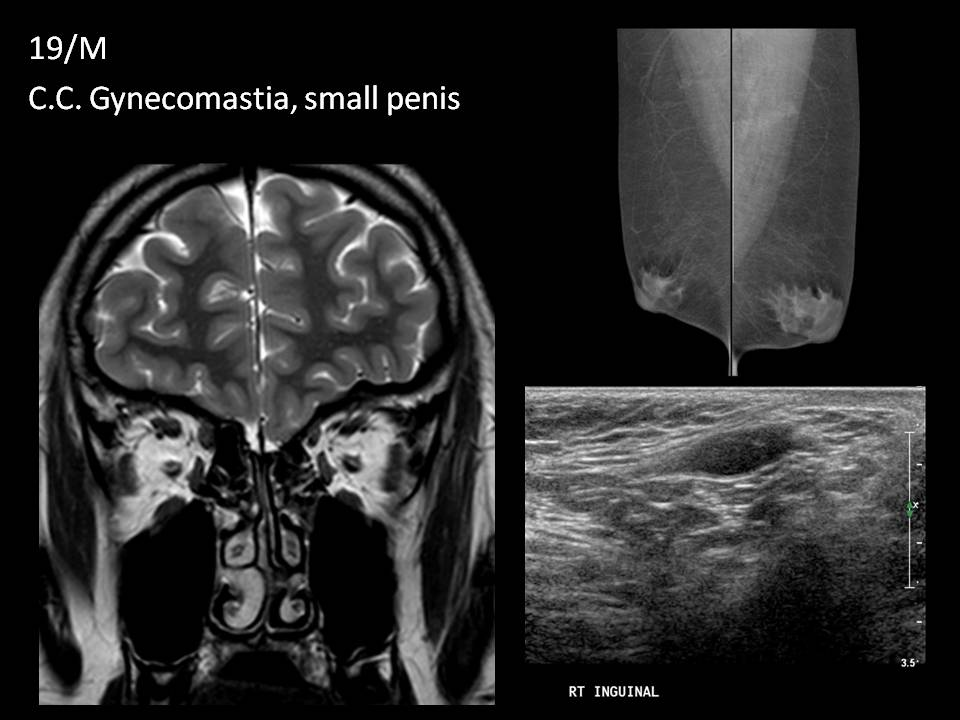 19/M
C.C. Gynecomastia, small penis
x
3.5
RT INGUINAL